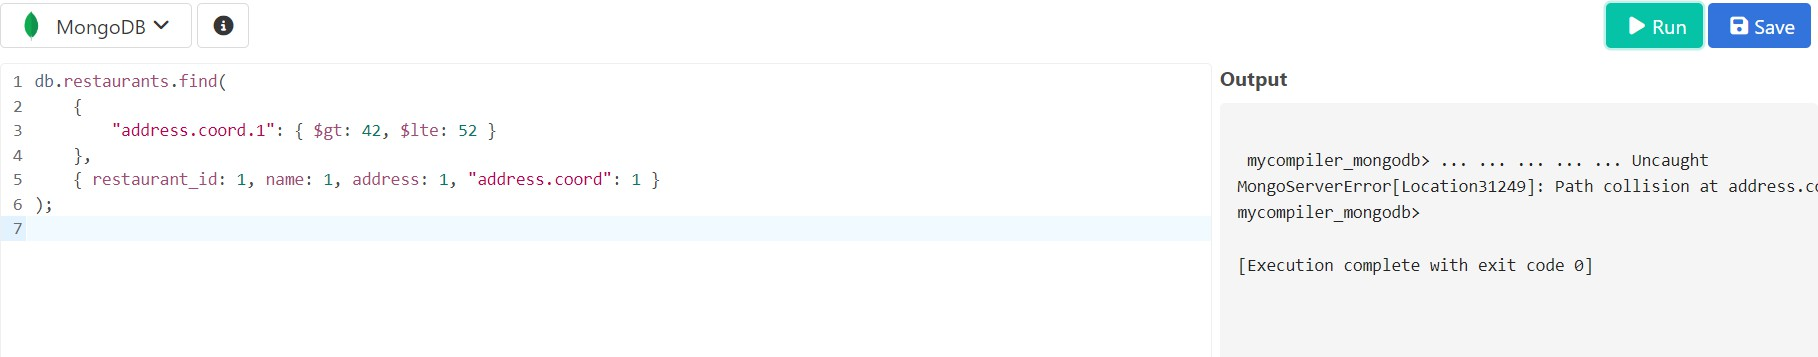 MongoDB
Run
Save
1 db.restaurants.find(
2 {
3 "address.coord.1": { $gt: 42, $lte: 52 }
4 },
5 { restaurant_id: 1, name: 1, address: 1, "address.coord": 1 }
6 );
7
Output
mycompiler_mongodb> ... ... ... ... ... Uncaught
MongoServerError[Location31249]: Path collision at
mycompiler_mongodb>
[Execution complete with exit code 0]